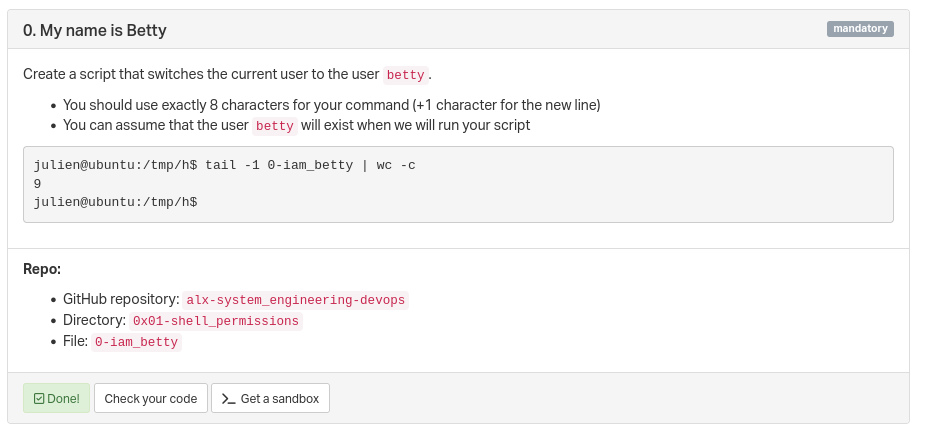 0. My name is Betty
mandatory
Create a script that switches the current user to the user betty.
• You should use exactly 8 characters for your command (+1 character for the new line)
• You can assume that the user betty will exist when we will run your script
julien@ubuntu:/tmp/h$ tail -1 0-iam_betty | wc -c
9
julien@ubuntu:/tmp/h$
Repo:
• GitHub repository: alx-system_engineering-devops
• Directory: 0x01-shell_permissions
• File: 0-iam_betty
Done! Check your code >_ Get a sandbox